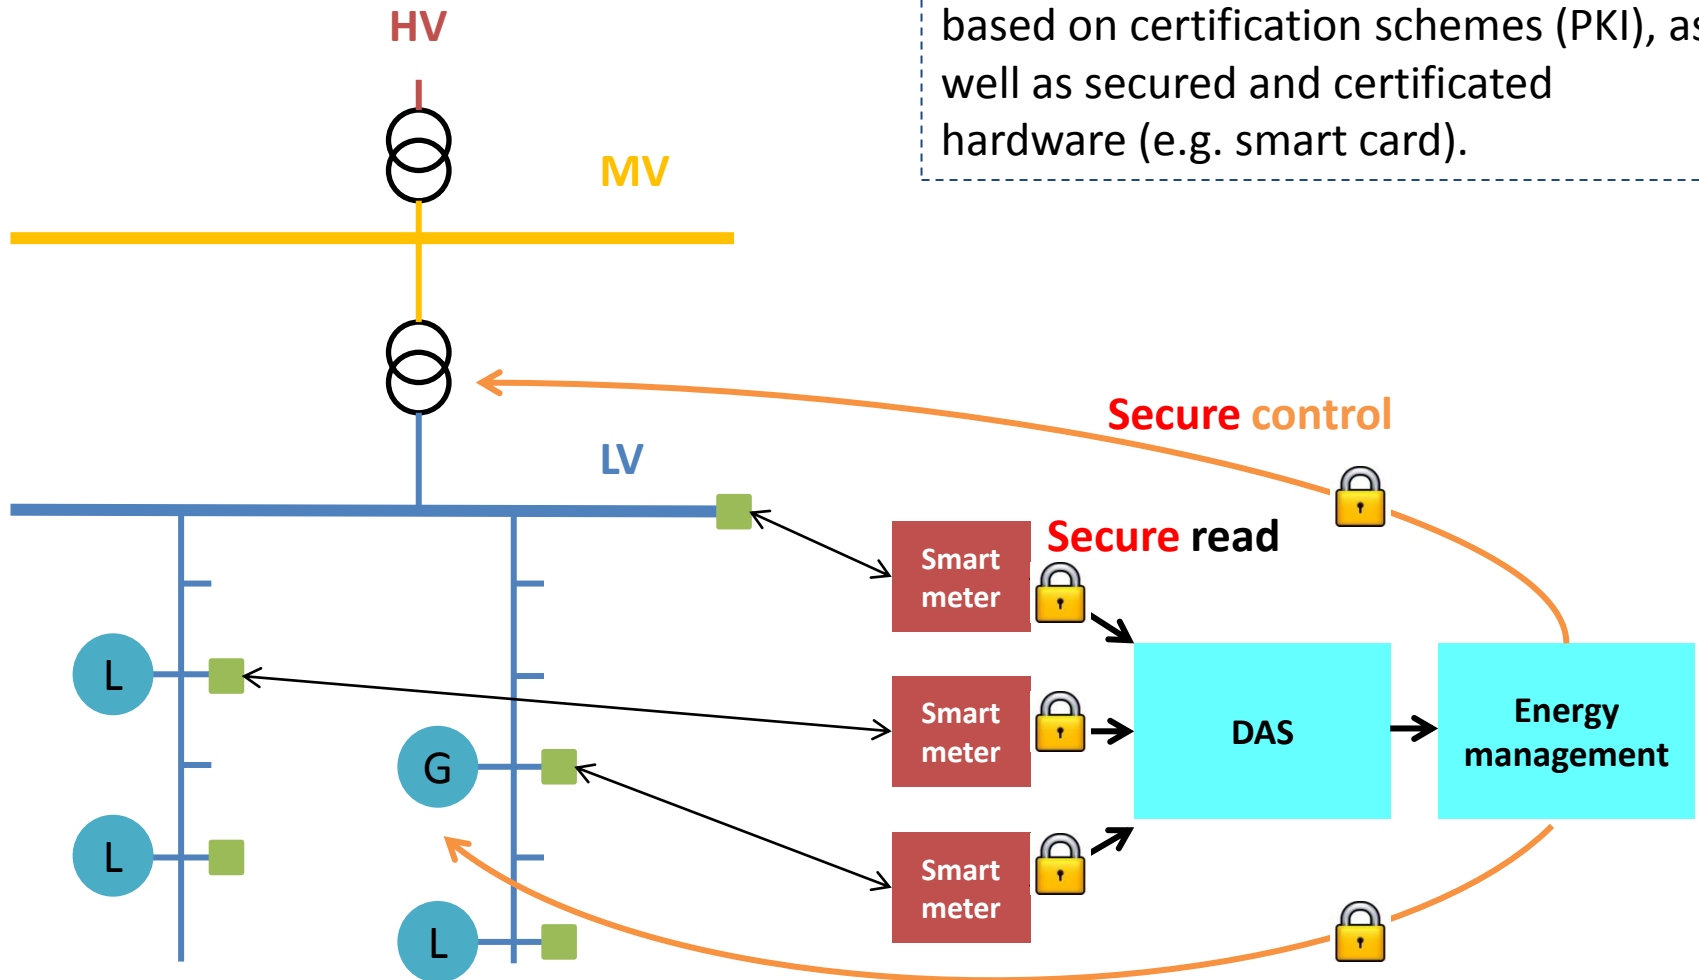 HV
based on certification schemes (PKI), as
well as secured and certificated
hardware (e.g. smart card).
MV
Secure control
LV
Secure read
Smart
meter
L
Smart
meter
DAS
Energy
management
G
L
Smart
meter
L